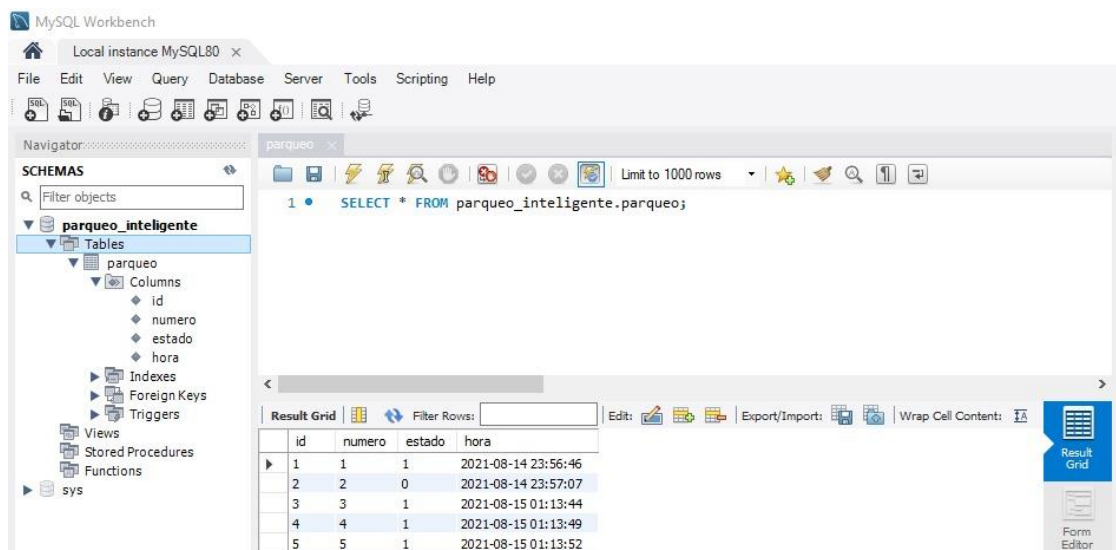 MySQL Workbench
Local instance MySQL80 ×
File Edit View Query Database Server Tools Scripting Help
Navigator
SCHEMAS
Filter objects
parqueo_inteligente
Tables
parqueo
Columns
id
numero
estado
hora
Indexes
Foreign Keys
Triggers
Views
Stored Procedures
Functions
sys
parqueo ×
Limit to 1000 rows
1 SELECT * FROM parqueo_inteligente.parqueo;
Result Grid Filter Rows: Edit: Export/Import: Wrap Cell Content:
id numero estado hora
1 1 1 2021-08-14 23:56:46
2 2 0 2021-08-14 23:57:07
3 3 1 2021-08-15 01:13:44
4 4 1 2021-08-15 01:13:49
5 5 1 2021-08-15 01:13:52
Result
Grid
Form
Editor